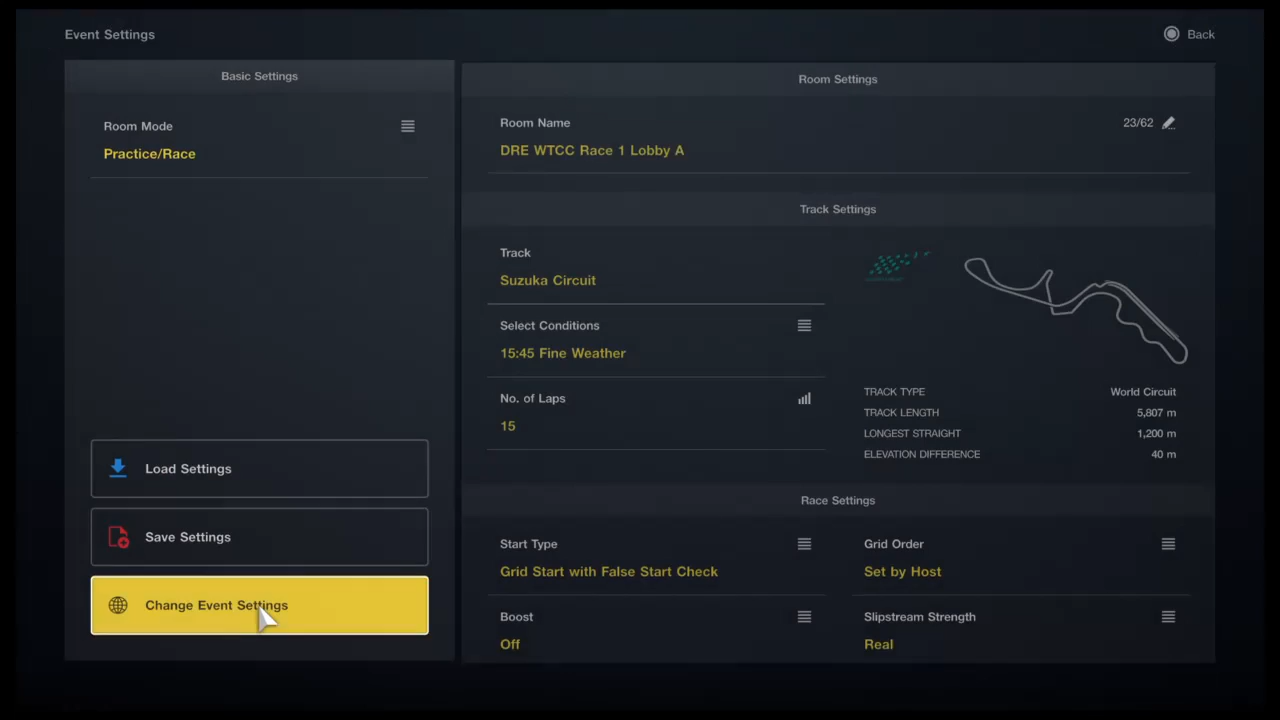 Event Settings
Back
Basic Settings
Room Mode
Practice/Race
Load Settings
Save Settings
Change Event Settings
Room Settings
Room Name
23/62
DRE WTCC Race 1 Lobby A
Track Settings
Track
Suzuka Circuit
Select Conditions
15:45 Fine Weather
No. of Laps
15
TRACK TYPE World Circuit
TRACK LENGTH 5,807 m
LONGEST STRAIGHT 1,200 m
ELEVATION DIFFERENCE 40 m
Race Settings
Start Type
Grid Start with False Start Check
Grid Order
Set by Host
Boost
Off
Slipstream Strength
Real